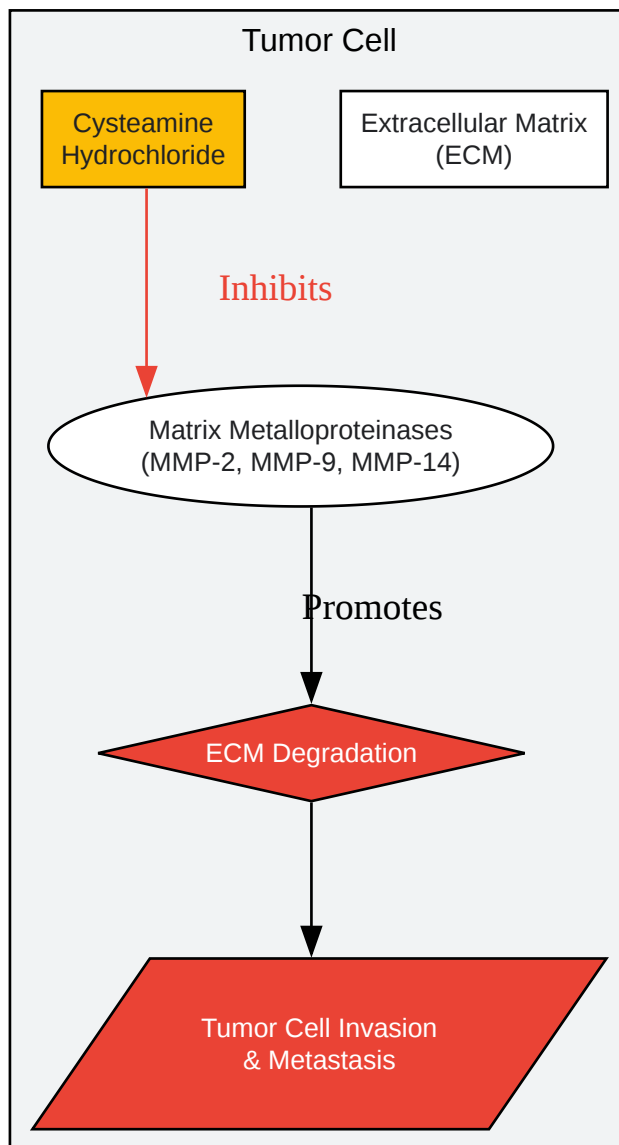 Tumor Cell
Cysteamine
Hydrochloride
Extracellular Matrix
(ECM)
Inhibits
Matrix Metalloproteinases
(MMP-2, MMP-9, MMP-14)
Promotes
ECM Degradation
Tumor Cell Invasion
& Metastasis